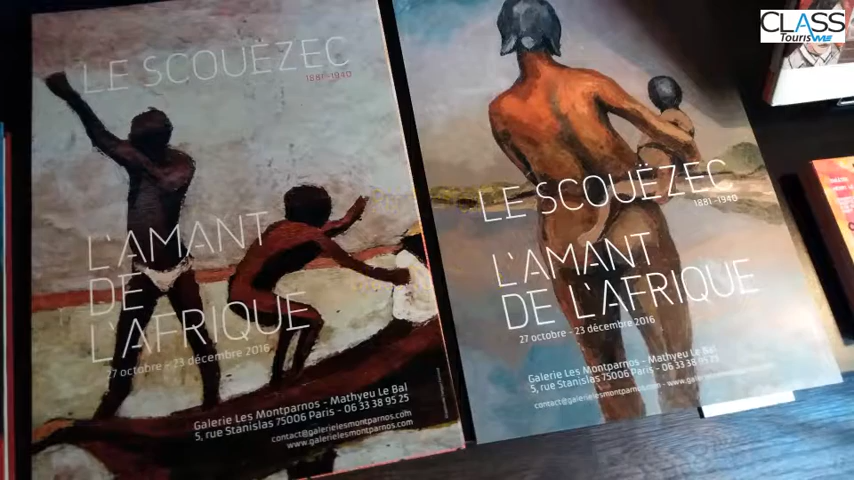 LE SCOUËZEC
1881-1940
L'AMANT
DE
L'AFRIQUE
27 octobre - 23 décembre 2016
Galerie Les Montparnos - Mathyeu Le Bal
5, rue Stanislas 75006 Paris - 06 33 38 95 25
contact@galerielesmontparnos.com
www.galerielesmontparnos.com
LE SCOUËZEC
1881-1940
L'AMANT
DE L'AFRIQUE
27 octobre - 23 décembre 2016
Galerie Les Montparnos - Mathyeu Le Bal
5, rue Stanislas 75006 Paris - 06 33 38 95 25
contact@galerielesmontparnos.com - www.galerielesmontparnos.com
CLASS
Tourisme